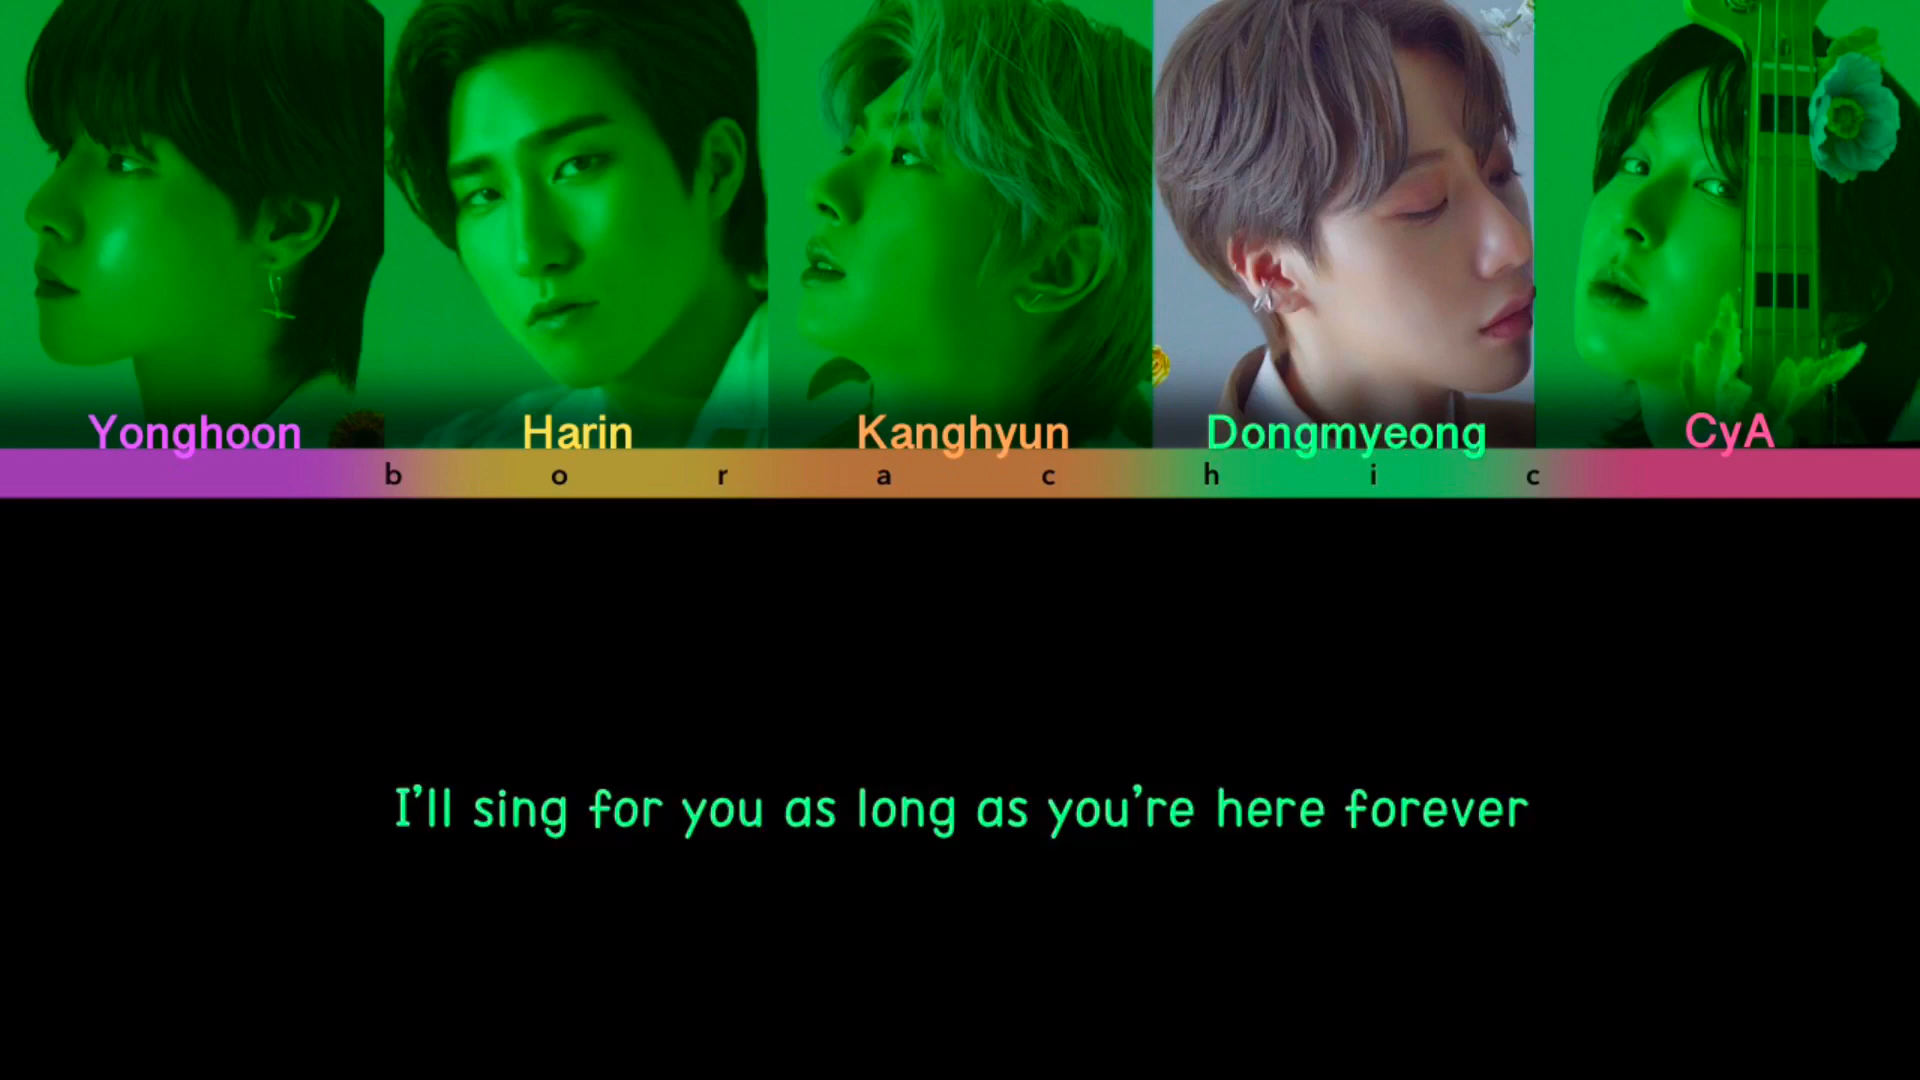 Yonghoon Harin Kanghyun Dongmyeong CyA
b o r a c h i c
I'll sing for you as long as you're here forever